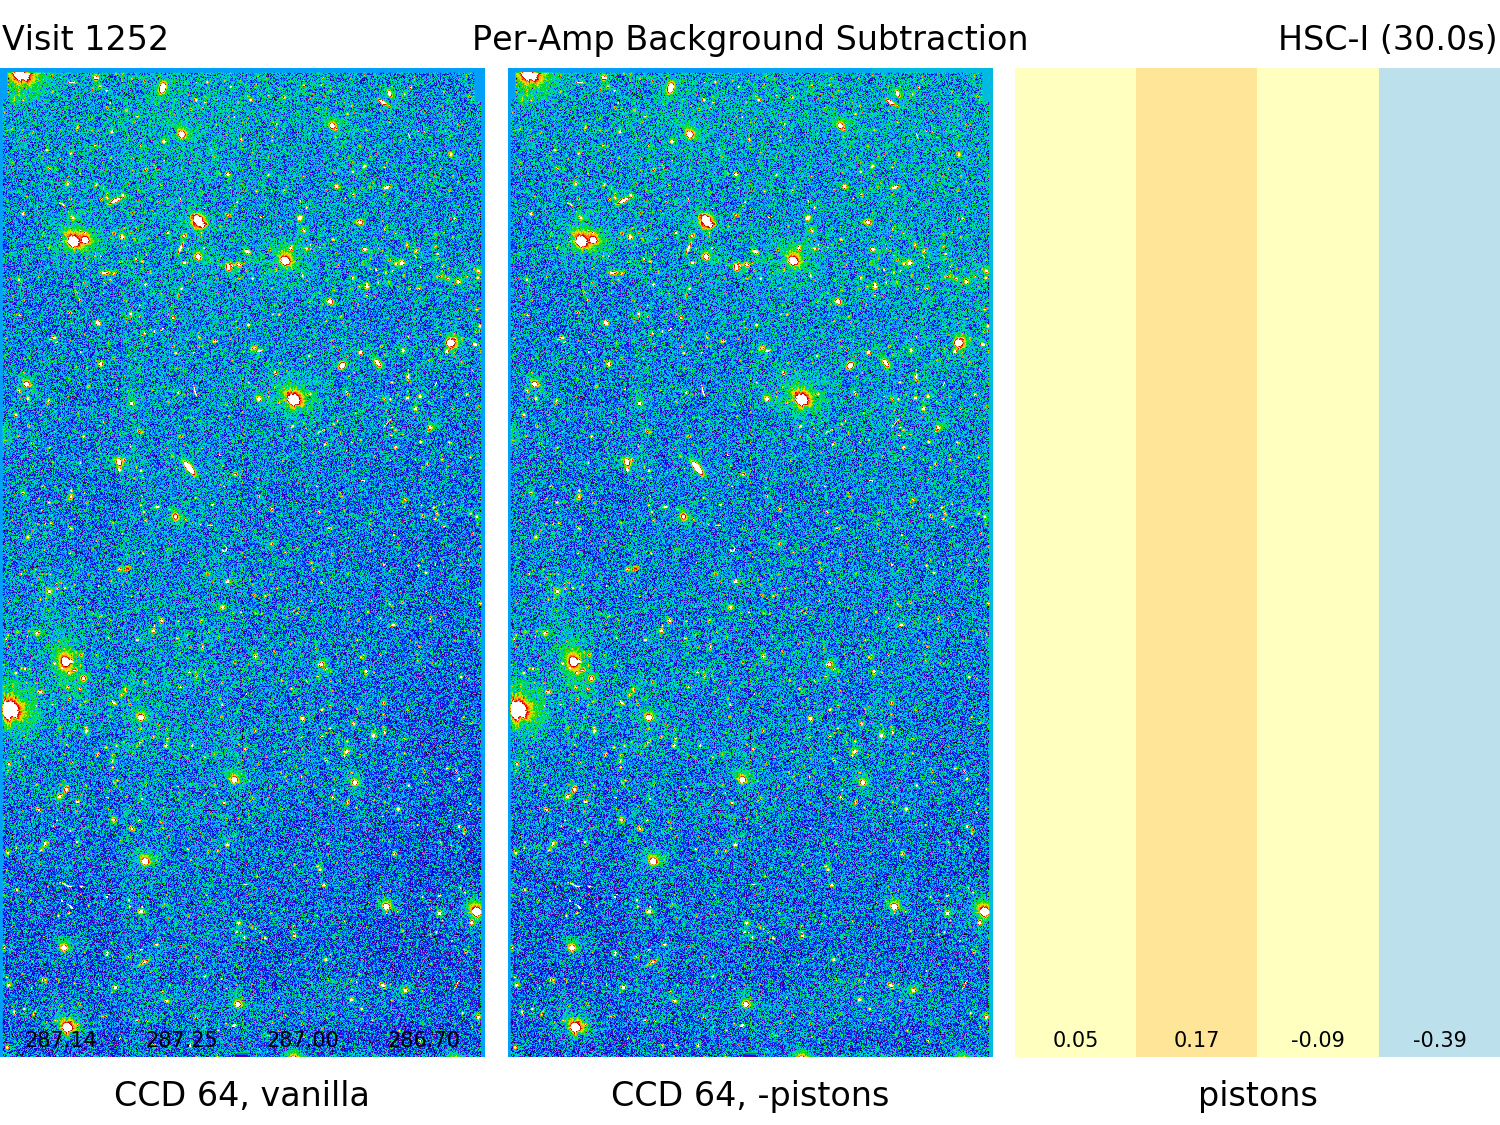 Visit 1252 Per-Amp Background Subtraction HSC-I (30.0s)
287.14 287.25 287.00 286.70 0.05 0.17 -0.09 -0.39
CCD 64, vanilla CCD 64, -pistons pistons